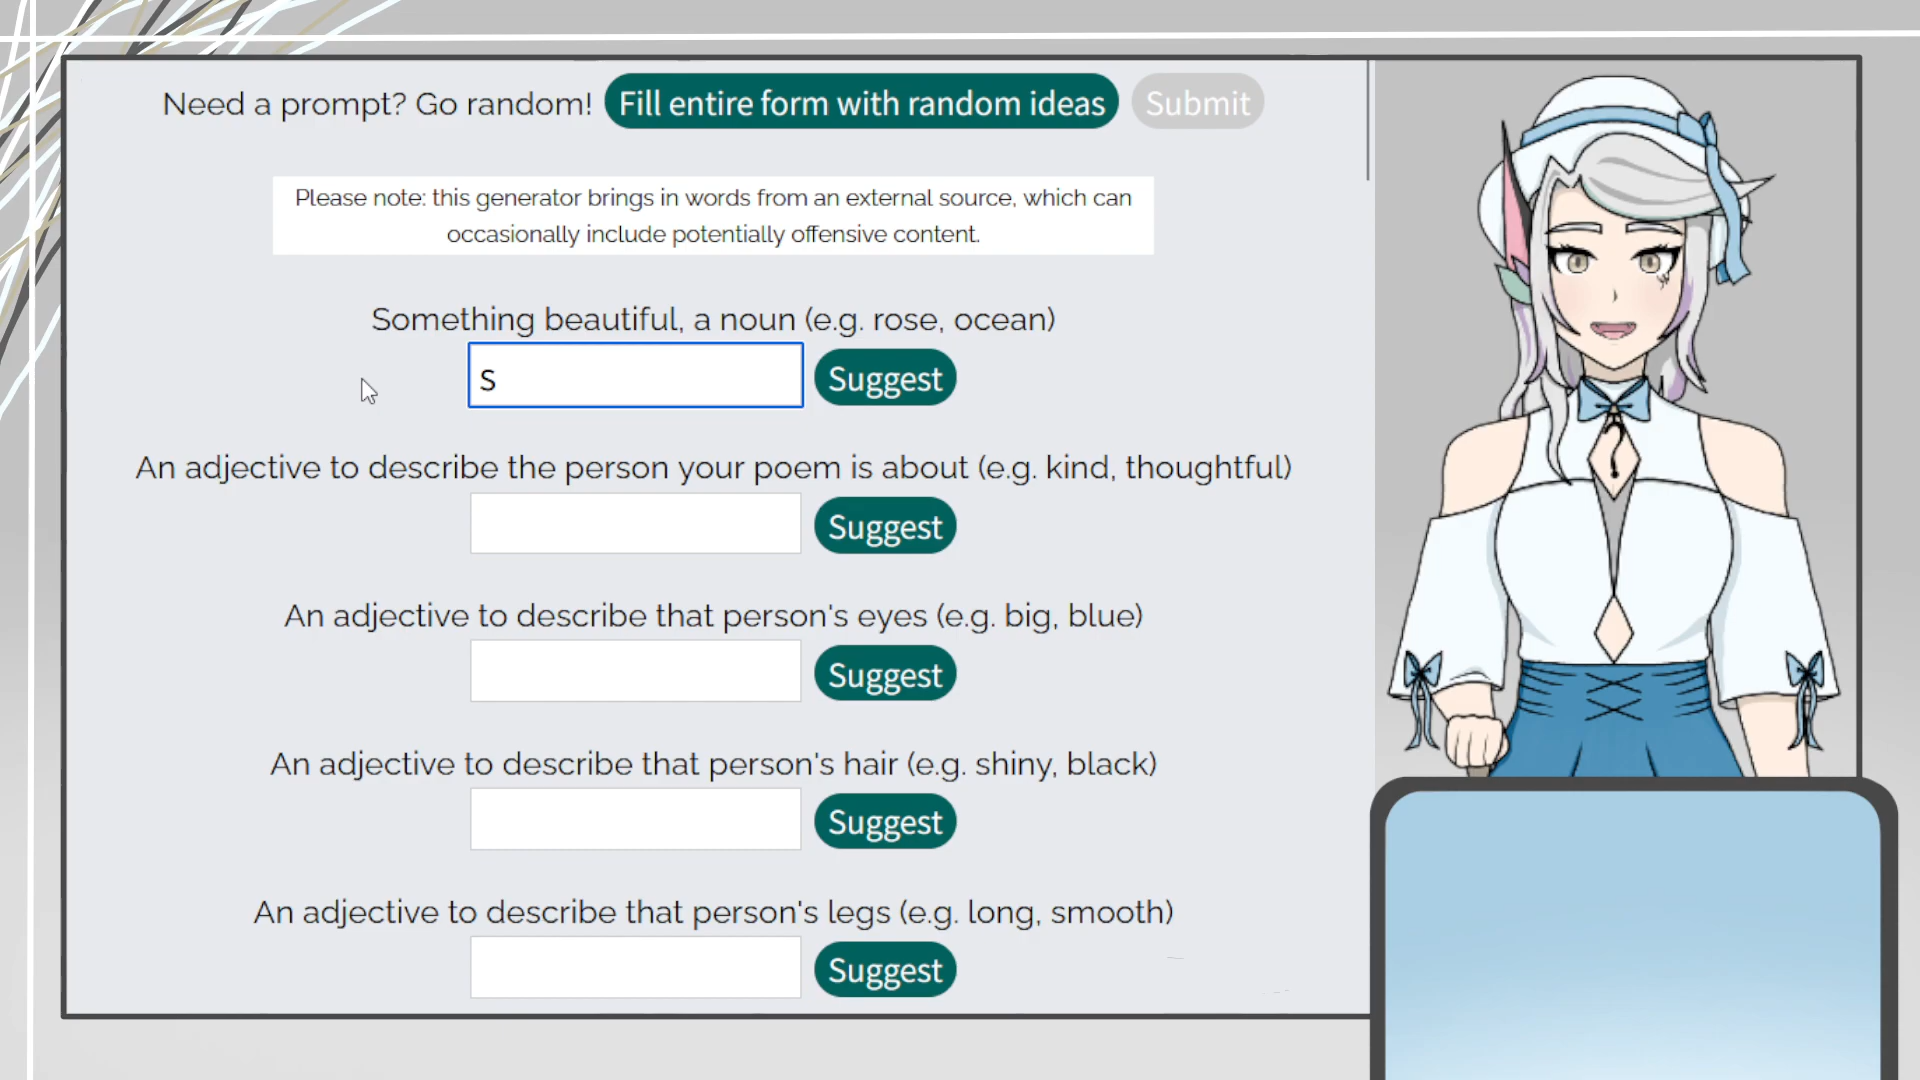 Need a prompt? Go random! Fill entire form with random ideas Submit
Please note: this generator brings in words from an external source, which can
occasionally include potentially offensive content.
Something beautiful, a noun (e.g. rose, ocean)
S Suggest
An adjective to describe the person your poem is about (e.g. kind, thoughtful)
Suggest
An adjective to describe that person's eyes (e.g. big, blue)
Suggest
An adjective to describe that person's hair (e.g. shiny, black)
Suggest
An adjective to describe that person's legs (e.g. long, smooth)
Suggest
?